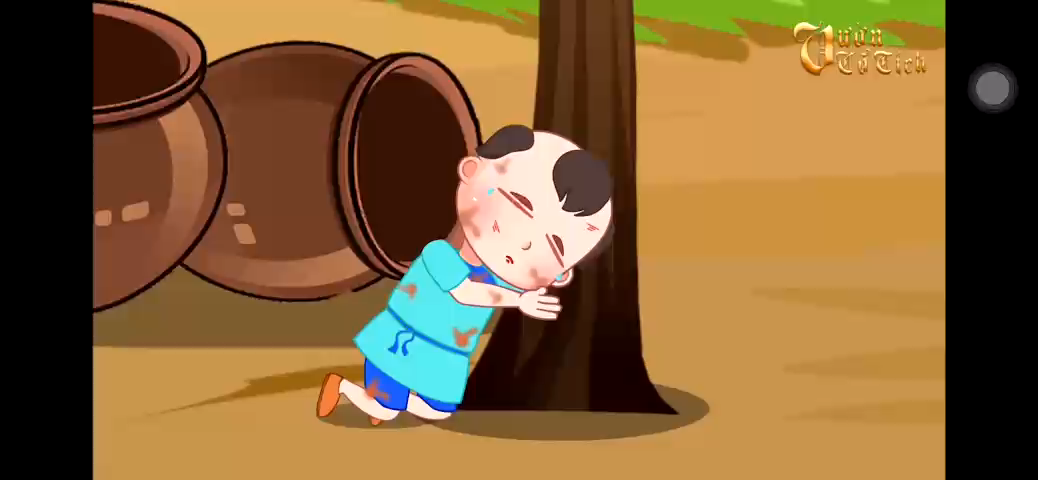 Vườn
Cổ Tích